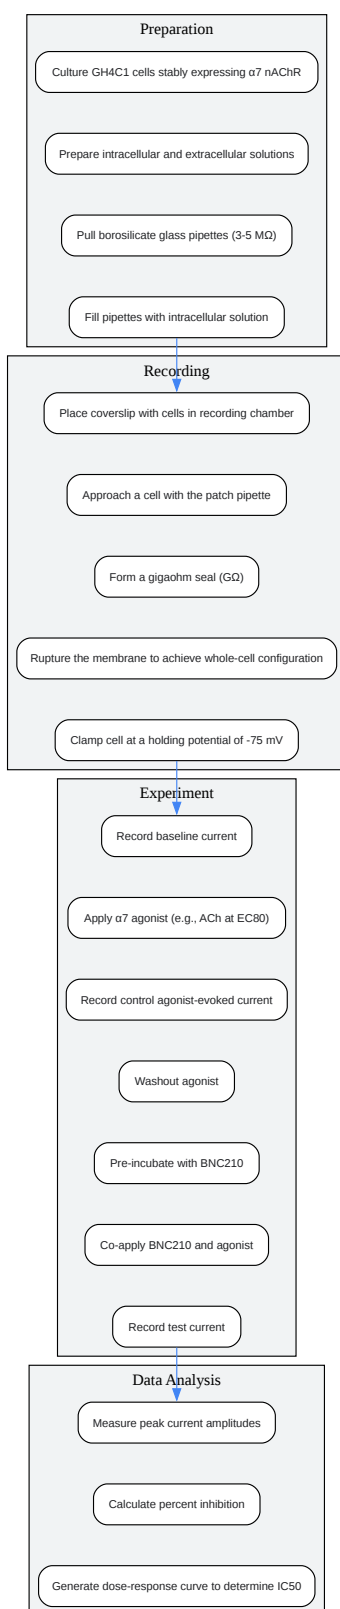 Preparation
Culture GH4C1 cells stably expressing α7 nAChR
Prepare intracellular and extracellular solutions
Pull borosilicate glass pipettes (3-5 MΩ)
Fill pipettes with intracellular solution
Recording
Place coverslip with cells in recording chamber
Approach a cell with the patch pipette
Form a gigaohm seal (GΩ)
Rupture the membrane to achieve whole-cell configuration
Clamp cell at a holding potential of -75 mV
Experiment
Record baseline current
Apply α7 agonist (e.g., ACh at EC80)
Record control agonist-evoked current
Washout agonist
Pre-incubate with BNC210
Co-apply BNC210 and agonist
Record test current
Data Analysis
Measure peak current amplitudes
Calculate percent inhibition
Generate dose-response curve to determine IC50